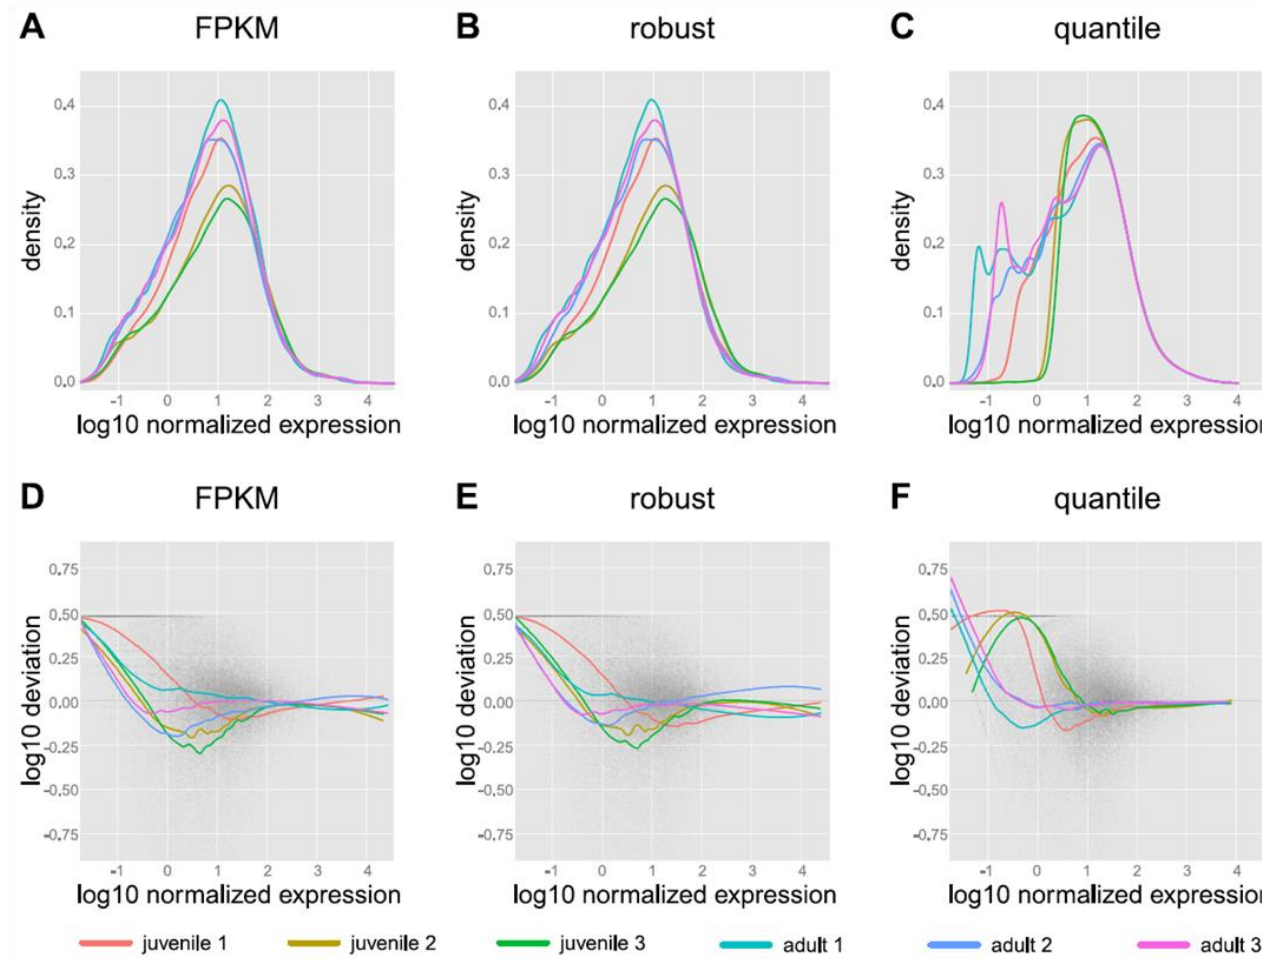 A FPKM B robust C quantile
density density density
0.4 0.4 0.4
0.3 0.3 0.3
0.2 0.2 0.2
0.1 0.1 0.1
0.0 0.0 0.0
-1 0 1 2 3 4 -1 0 1 2 3 4 -1 0 1 2 3 4
log10 normalized expression log10 normalized expression log10 normalized expression
D FPKM E robust F quantile
log10 deviation log10 deviation log10 deviation
0.75 0.75 0.75
0.50 0.50 0.50
0.25 0.25 0.25
0.00 0.00 0.00
-0.25 -0.25 -0.25
-0.50 -0.50 -0.50
-0.75 -0.75 -0.75
-1 0 1 2 3 4 -1 0 1 2 3 4 -1 0 1 2 3 4
log10 normalized expression log10 normalized expression log10 normalized expression
juvenile 1 juvenile 2 juvenile 3 adult 1 adult 2 adult 3